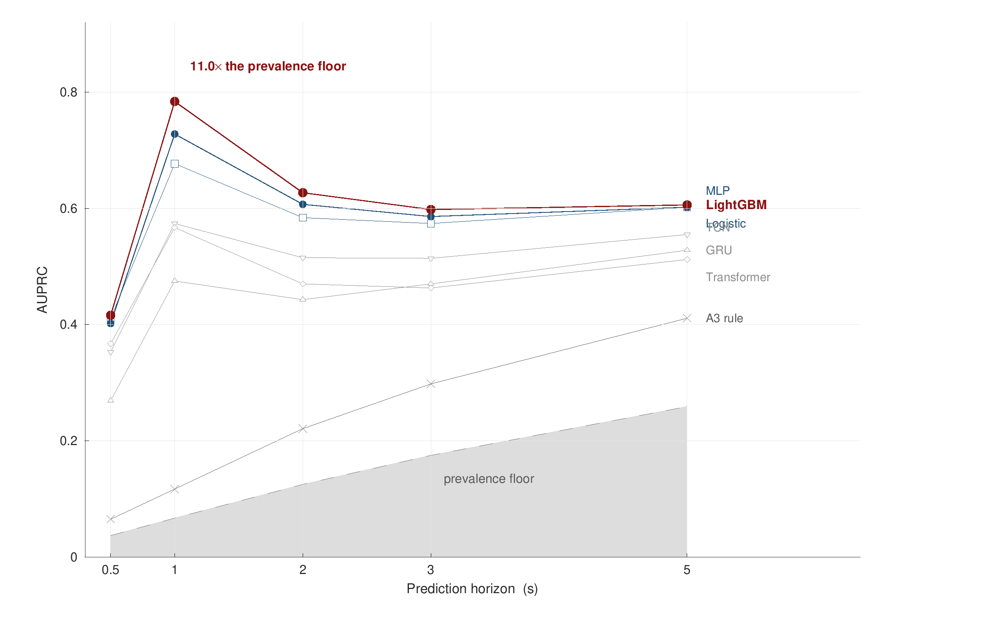 11.0× the prevalence floor
0.8
0.6
0.4
0.2
0
AUPRC
MLP
LightGBM
Logistic
TCN
GRU
Transformer
A3 rule
prevalence floor
0.5 1 2 3 5
Prediction horizon (s)